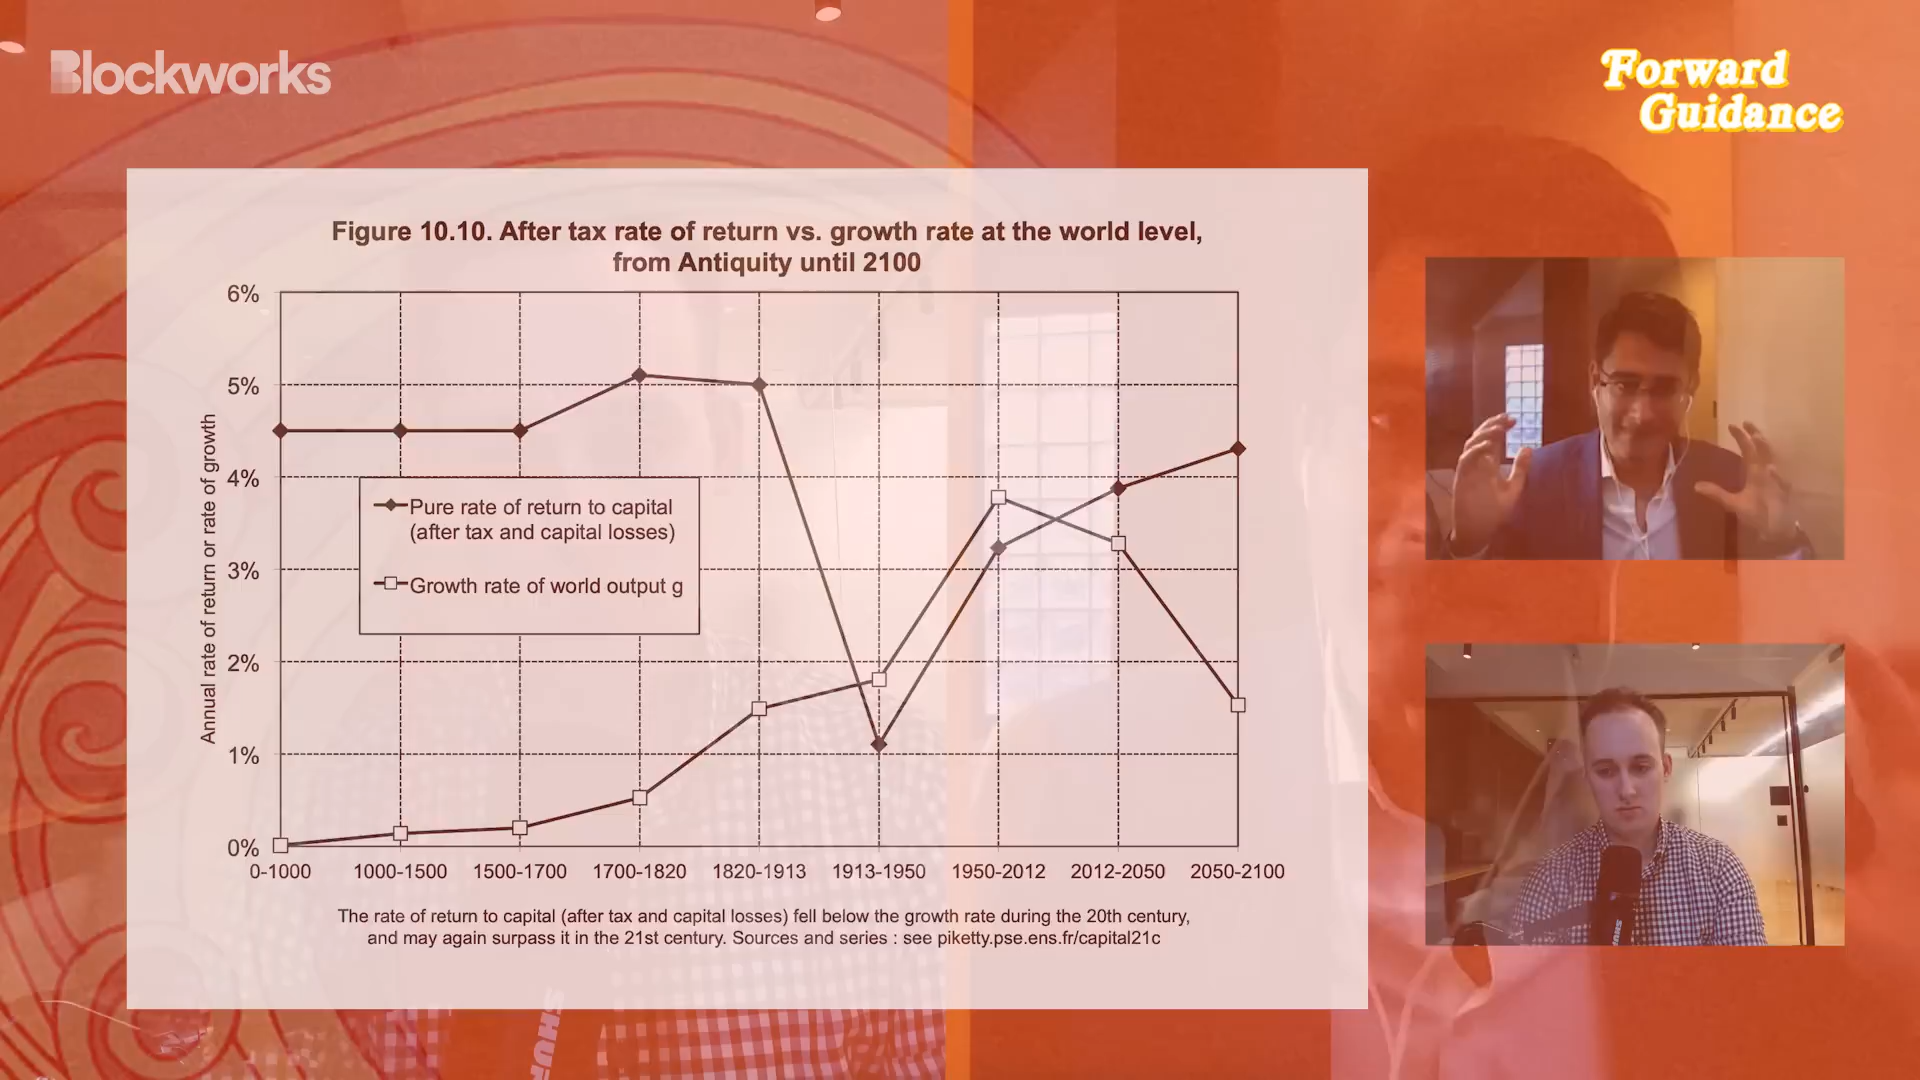 Blockworks
Forward
Guidance
Figure 10.10. After tax rate of return vs. growth rate at the world level,
from Antiquity until 2100
Annual rate of return or rate of growth
6%
5%
4%
3%
2%
1%
0%
Pure rate of return to capital
(after tax and capital losses)
Growth rate of world output g
0-1000 1000-1500 1500-1700 1700-1820 1820-1913 1913-1950 1950-2012 2012-2050 2050-2100
The rate of return to capital (after tax and capital losses) fell below the growth rate during the 20th century,
and may again surpass it in the 21st century. Sources and series : see piketty.pse.ens.fr/capital21c
SHUR
SHUR